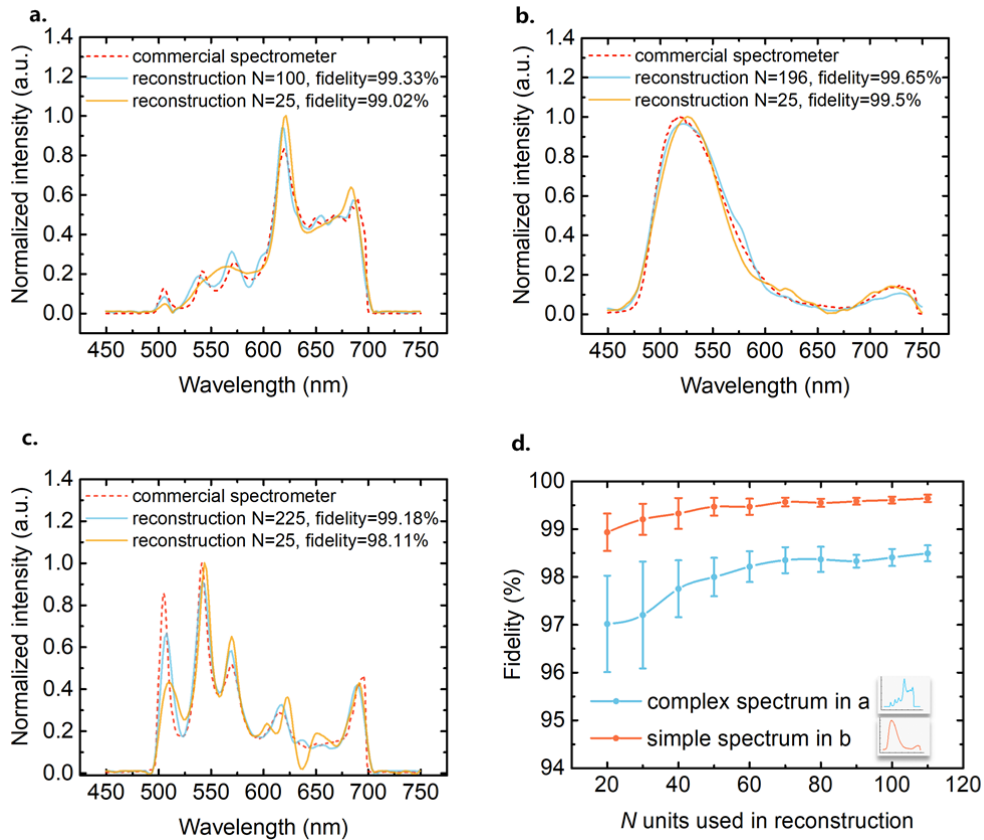 a.
1.4
1.2
1.0
0.8
0.6
0.4
0.2
0.0
Normalized intensity (a.u.)
commercial spectrometer
reconstruction N=100, fidelity=99.33%
reconstruction N=25, fidelity=99.02%
450 500 550 600 650 700 750
Wavelength (nm)
b.
1.4
1.2
1.0
0.8
0.6
0.4
0.2
0.0
Normalized intensity (a.u.)
commercial spectrometer
reconstruction N=196, fidelity=99.65%
reconstruction N=25, fidelity=99.5%
450 500 550 600 650 700 750
Wavelength (nm)
c.
1.4
1.2
1.0
0.8
0.6
0.4
0.2
0.0
Normalized intensity (a.u.)
commercial spectrometer
reconstruction N=225, fidelity=99.18%
reconstruction N=25, fidelity=98.11%
450 500 550 600 650 700 750
Wavelength (nm)
d.
100
99
98
97
96
95
94
Fidelity (%)
complex spectrum in a
simple spectrum in b
20 40 60 80 100 120
N units used in reconstruction